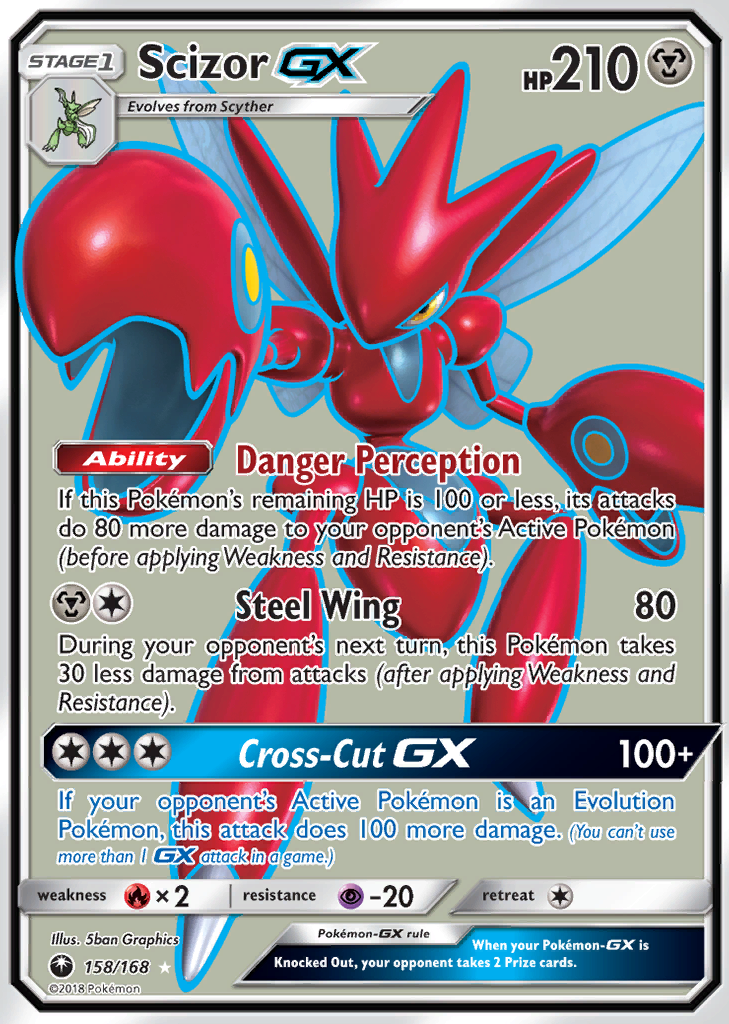 STAGE1 Scizor GX HP210
Evolves from Scyther
Ability Danger Perception
If this Pokémon's remaining HP is 100 or less, its attacks
do 80 more damage to your opponent's Active Pokémon
(before applying Weakness and Resistance).
Steel Wing 80
During your opponent's next turn, this Pokémon takes
30 less damage from attacks (after applying Weakness and
Resistance).
Cross-Cut GX 100+
If your opponent's Active Pokémon is an Evolution
Pokémon, this attack does 100 more damage. (You can't use
more than 1 GX attack in a game.)
weakness ×2 resistance -20 retreat
Illus. 5ban Graphics
158/168
©2018 Pokémon
Pokémon-GX rule
When your Pokémon-GX is
Knocked Out, your opponent takes 2 Prize cards.